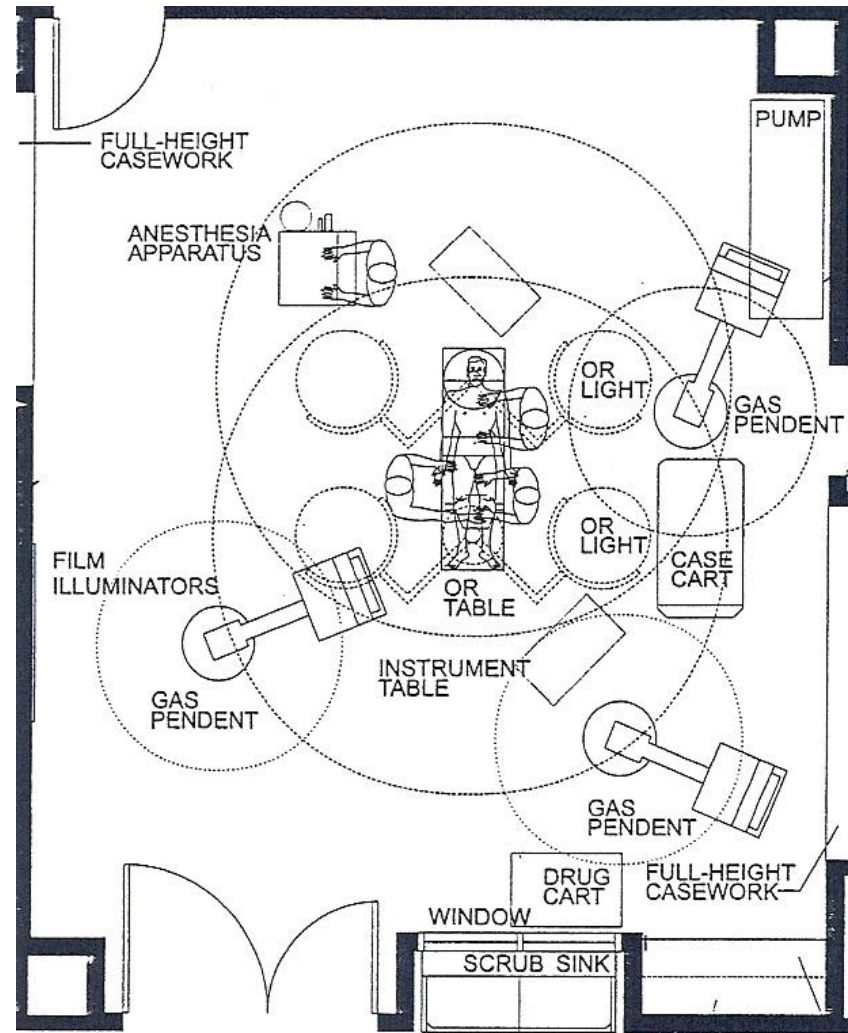 PUMP
FULL-HEIGHT
CASEWORK
ANESTHESIA
APPARATUS
OR
LIGHT
GAS
PENDENT
OR
LIGHT
CASE
CART
FILM
ILLUMINATORS
OR
TABLE
INSTRUMENT
TABLE
GAS
PENDENT
GAS
PENDENT
DRUG
CART
FULL-HEIGHT
CASEWORK
WINDOW
SCRUB SINK